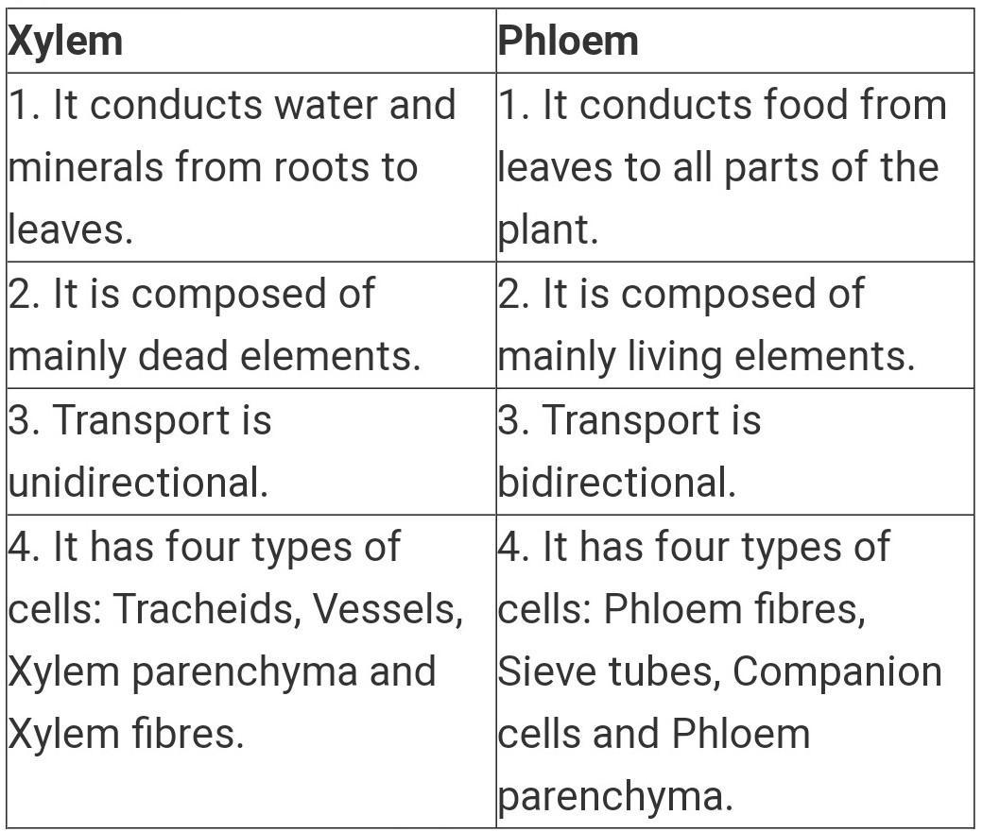 Xylem
Phloem
1. It conducts water and
minerals from roots to
leaves.
1. It conducts food from
leaves to all parts of the
plant.
2. It is composed of
mainly dead elements.
2. It is composed of
mainly living elements.
3. Transport is
unidirectional.
3. Transport is
bidirectional.
4. It has four types of
cells: Tracheids, Vessels,
Xylem parenchyma and
Xylem fibres.
4. It has four types of
cells: Phloem fibres,
Sieve tubes, Companion
cells and Phloem
parenchyma.